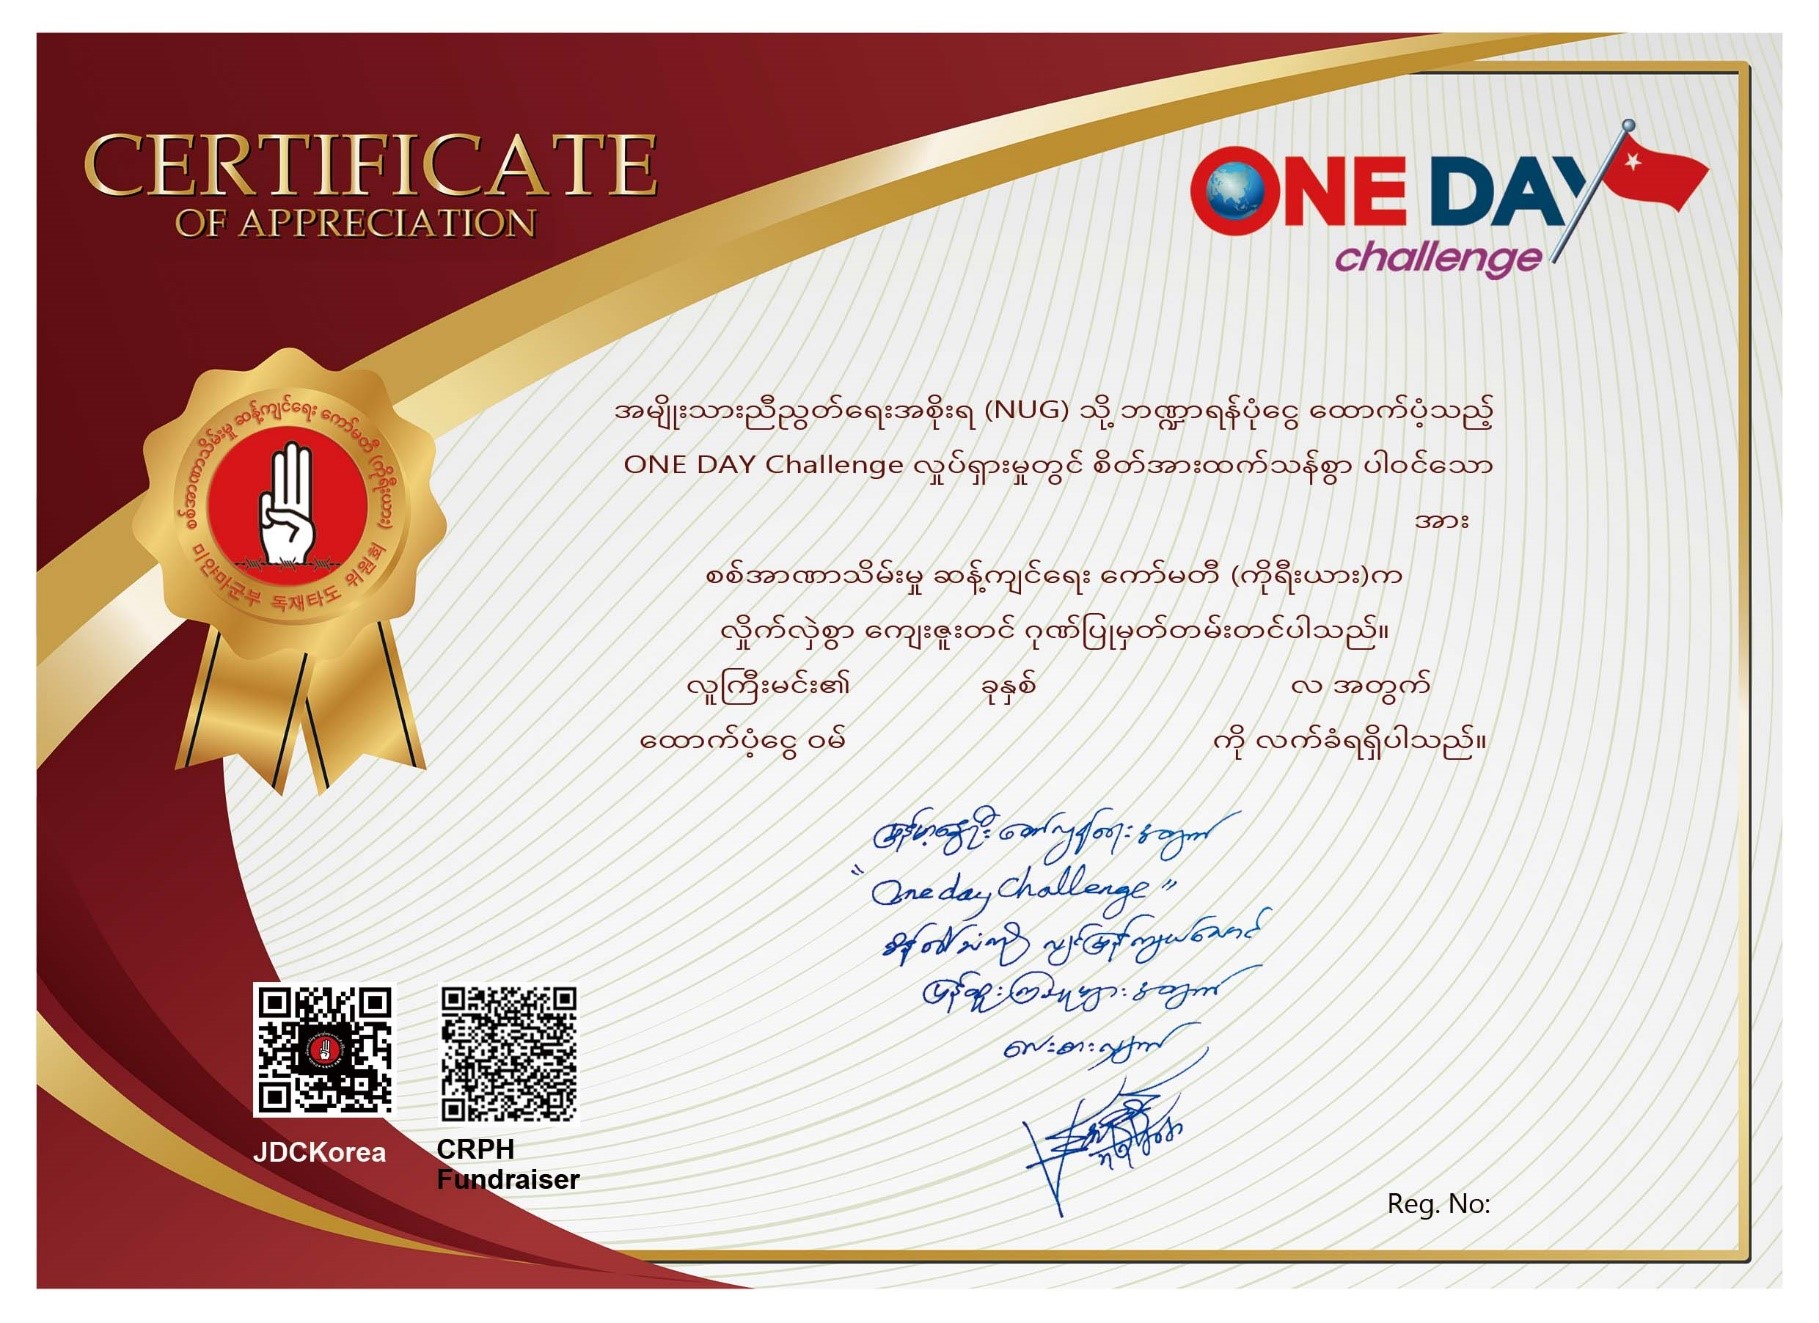 CERTIFICATE
OF APPRECIATION
ONE DAY
challenge
စစ်အာဏာသိမ်းမှု ဆန့်ကျင်ရေး ကော်မတီ (ကိုရီးယား)
미얀마군부 독재타도 위원회
အမျိုးသားညီညွတ်ရေးအစိုးရ (NUG) သို့ ဘဏ္ဍာရန်ပုံငွေ ထောက်ပံ့သည့်
ONE DAY Challenge လှုပ်ရှားမှုတွင် စိတ်အားထက်သန်စွာ ပါဝင်သော
အား
စစ်အာဏာသိမ်းမှု ဆန့်ကျင်ရေး ကော်မတီ (ကိုရီးယား)က
လှိုက်လှဲစွာ ကျေးဇူးတင် ဂုဏ်ပြုမှတ်တမ်းတင်ပါသည်။
လူကြီးမင်း၏ ခုနှစ် လ အတွက်
ထောက်ပံ့ငွေ ဝမ် ကို လက်ခံရရှိပါသည်။
"One day Challenge"
JDCKorea
CRPH
Fundraiser
Reg. No: